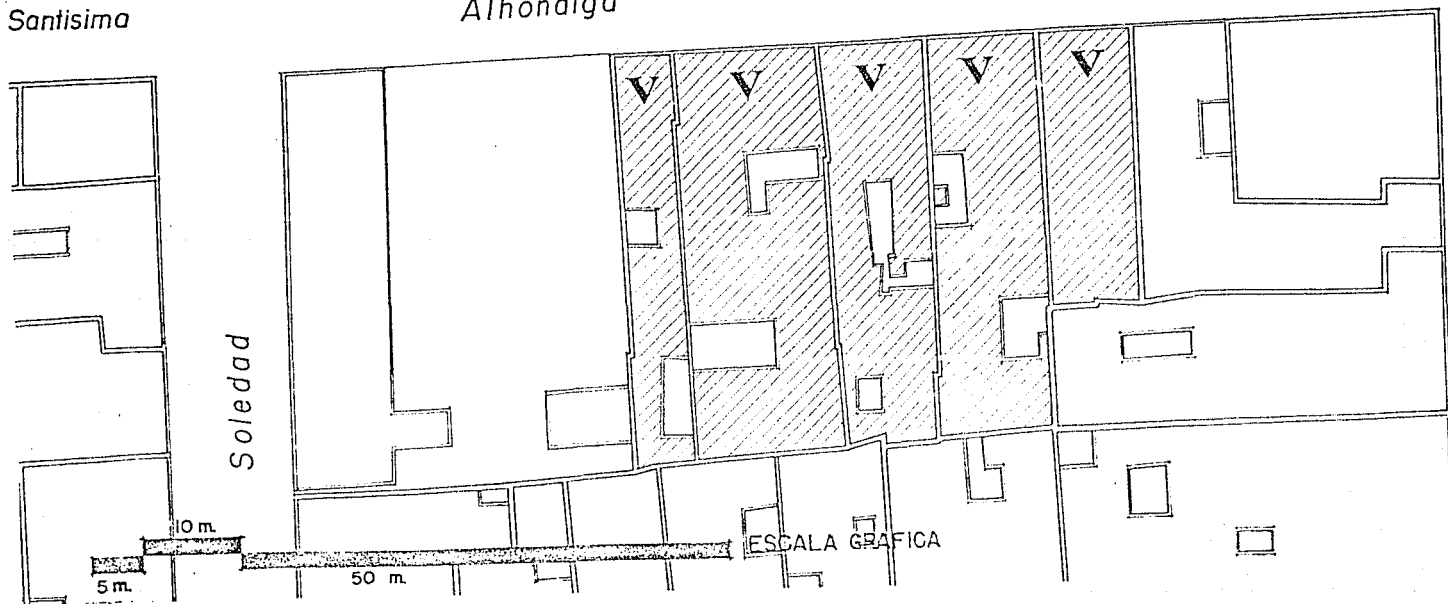 Santisima
Alhondiga
V V V V V
Soledad
10 m.
ESCALA GRAFICA
5 m.
50 m.